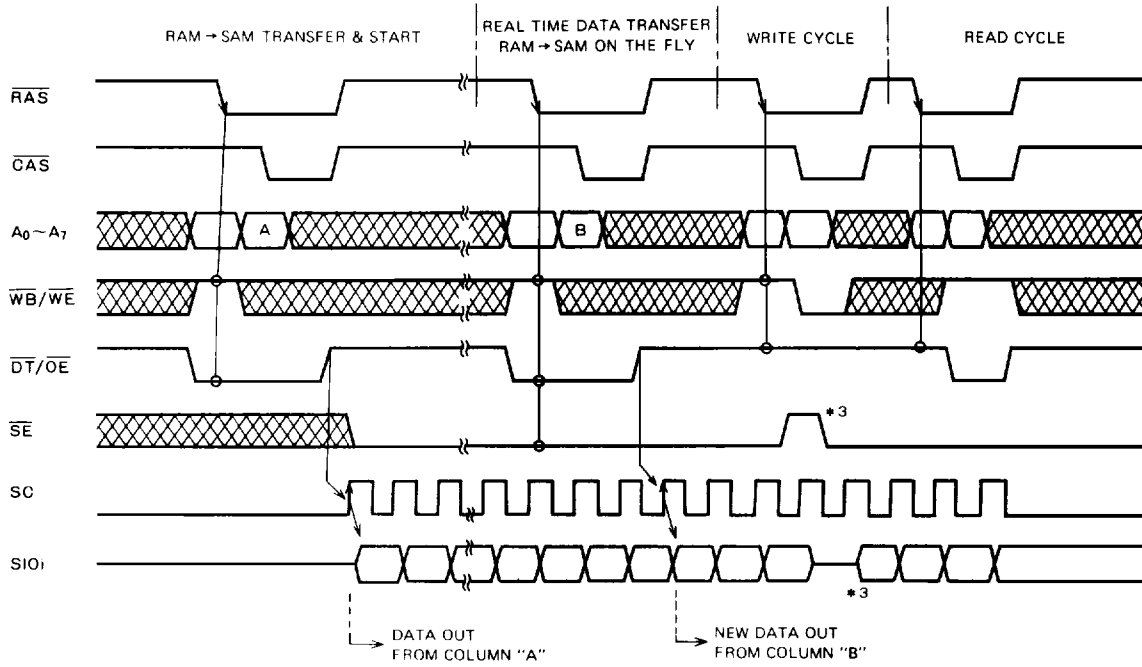 RAM→SAM TRANSFER & START
REAL TIME DATA TRANSFER
RAM→SAM ON THE FLY
WRITE CYCLE
READ CYCLE
RAS
CAS
A0~A7
A
B
WB/WE
DT/OE
SE
*3
SC
SIOi
*3
DATA OUT
FROM COLUMN "A"
NEW DATA OUT
FROM COLUMN "B"